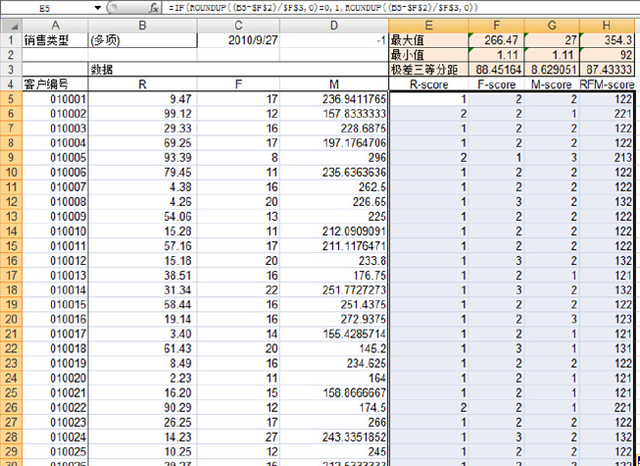 E5 fx =IF(ROUNDUP((B5-$F$2)/$F$3,0)=0,1,ROUNDUP((B5-$F$2)/$F$3,0))
A B C D E F G H
1 销售类型 (多项) 2010/9/27 -1 最大值 266.47 27 354.3
2 最小值 1.11 1.11 92
3 数据 极差三等分距 88.45164 8.629051 87.43333
4 客户编号 R F M R-score F-score M-score RFM-score
5 010001 9.47 17 236.9411765 1 2 2 122
6 010002 99.12 12 157.8333333 2 2 1 221
7 010003 29.33 16 228.6875 1 2 2 122
8 010004 69.25 17 197.1764706 1 2 2 122
9 010005 93.39 8 296 2 1 3 213
10 010006 79.45 11 235.6363636 1 2 2 122
11 010007 4.38 16 262.5 1 2 2 122
12 010008 4.26 20 226.65 1 3 2 132
13 010009 54.06 13 225 1 2 2 122
14 010010 15.28 11 212.0909091 1 2 2 122
15 010011 57.16 17 211.1176471 1 2 2 122
16 010012 15.18 20 233.8 1 3 2 132
17 010013 38.51 16 176.75 1 2 1 121
18 010014 31.34 22 251.7727273 1 3 2 132
19 010015 58.44 16 251.4375 1 2 2 122
20 010016 19.14 16 272.9375 1 2 3 123
21 010017 3.40 14 155.4285714 1 2 1 121
22 010018 61.43 20 145.2 1 3 1 131
23 010019 8.49 16 234.625 1 2 2 122
24 010020 2.23 11 164 1 2 1 121
25 010021 16.20 15 158.8666667 1 2 1 121
26 010022 90.29 12 174.5 2 2 1 221
27 010023 26.25 17 266 1 2 2 122
28 010024 14.23 27 243.3351852 1 3 2 132
29 010025 10.25 12 245 1 2 2 122